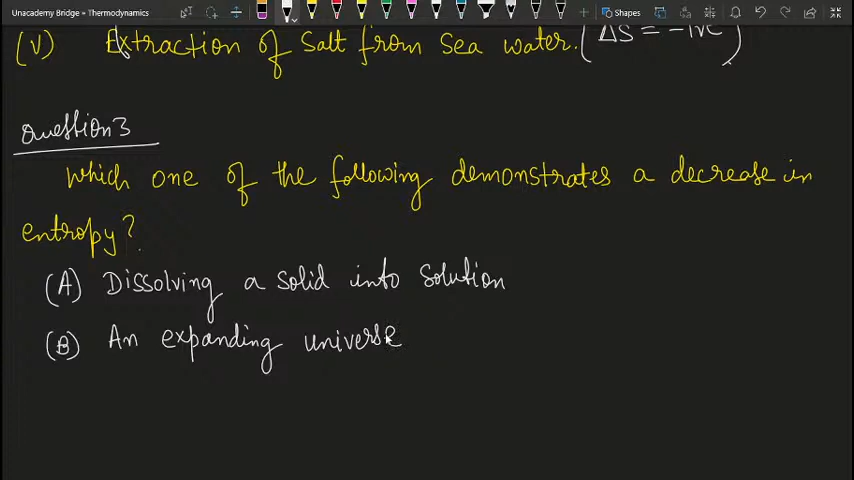 Unacademy Bridge • Thermodynamics
Shapes
(v) Extraction of Salt from Sea water. (ΔS = -ive)
Question 3
Which one of the following demonstrates a decrease in
entropy?
(A) Dissolving a solid into solution
(B) An expanding universe